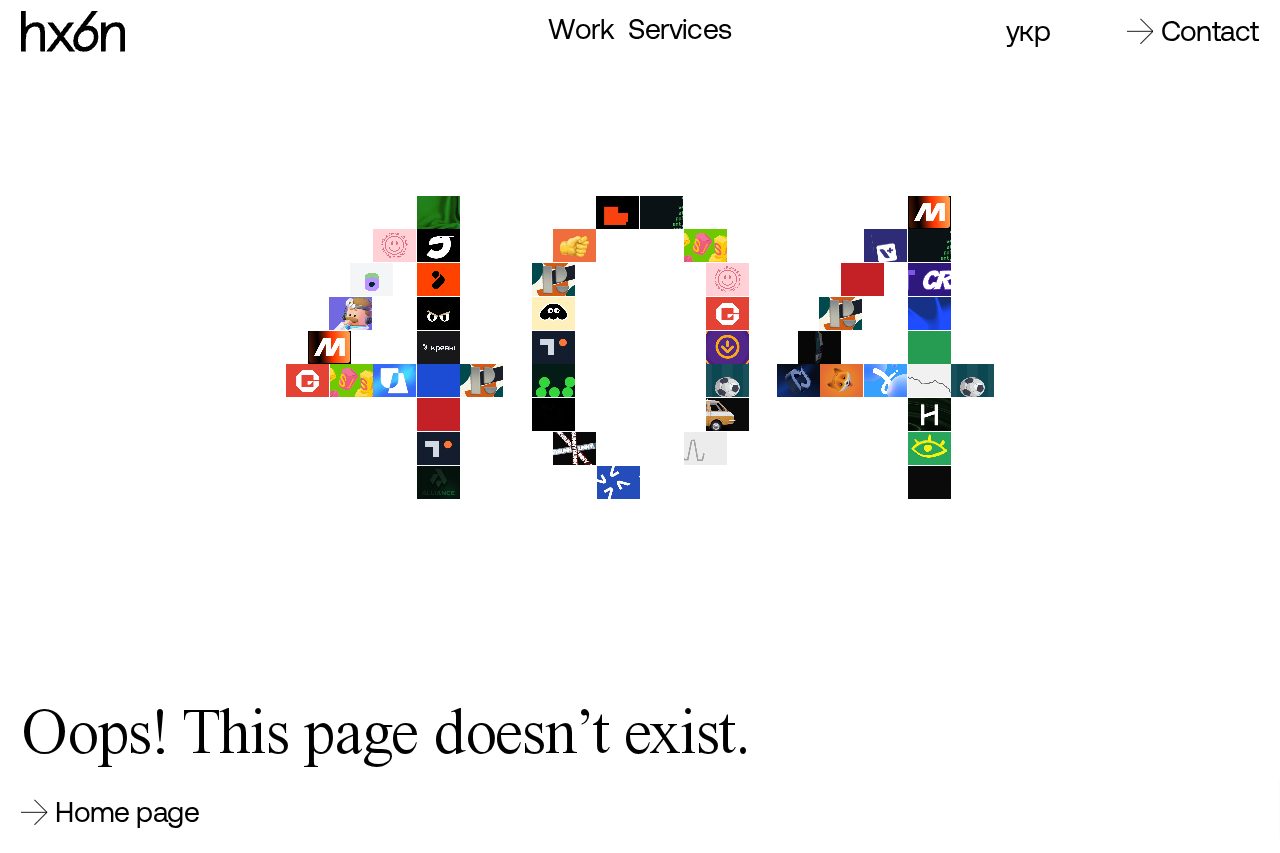 hx6n
Work Services
укр
Contact
Oops! This page doesn’t exist.
Home page